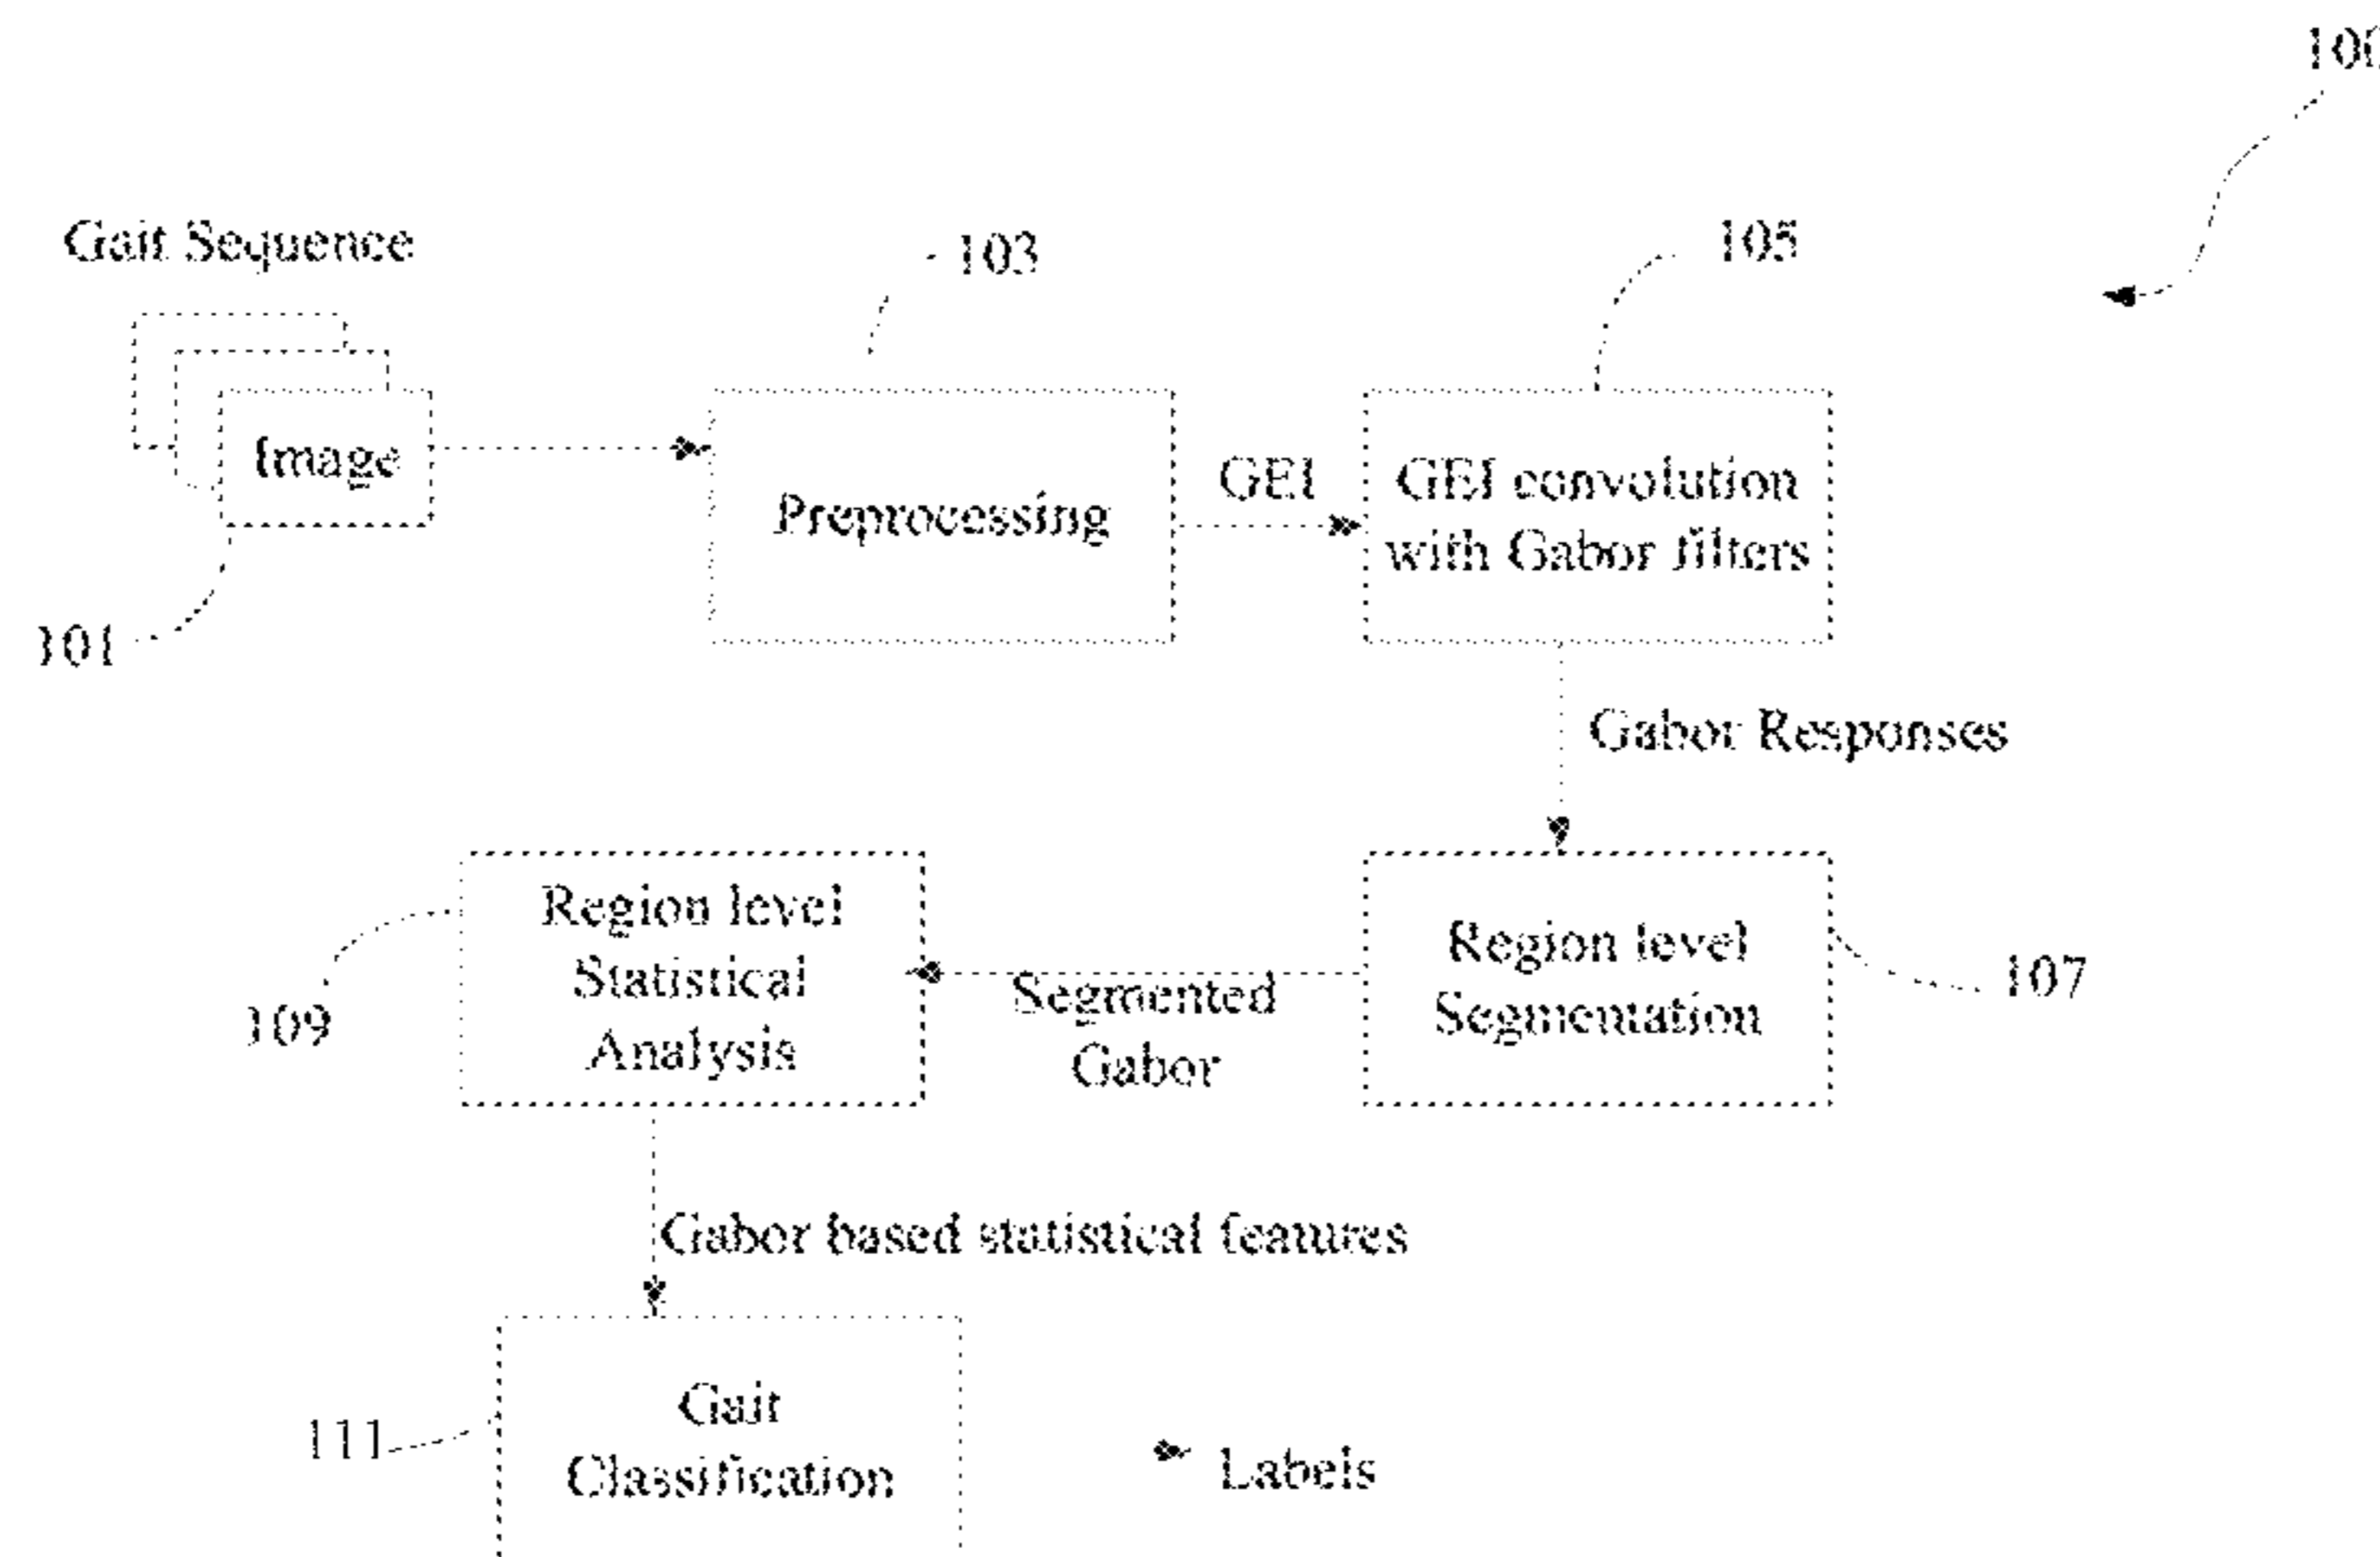 100
Gait Sequence
103
105
Image
Preprocessing
GEI
GEI convolution
with Gabor filters
101
Gabor Responses
Region level
Statistical
Analysis
109
Segmented
Gabor
Region level
Segmentation
107
Gabor based statistical features
111
Gait
Classification
Labels